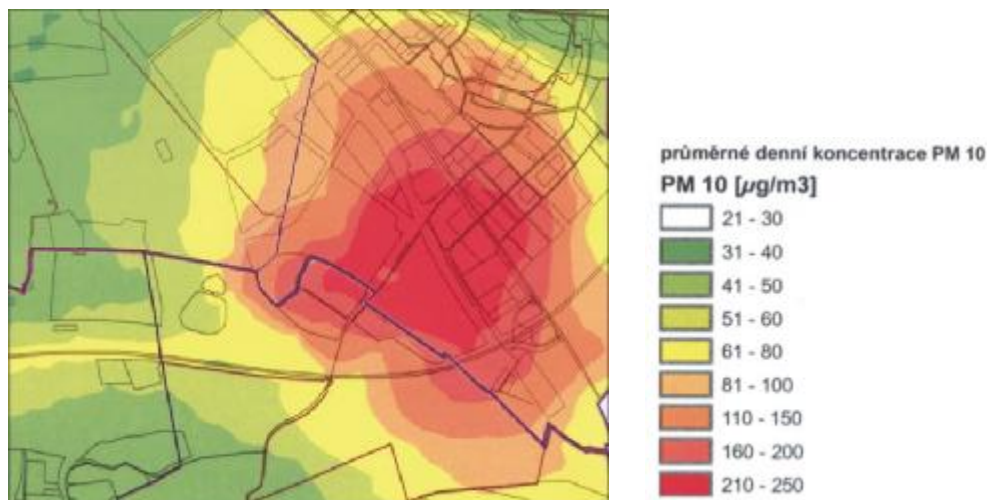 průměrné denní koncentrace PM 10
PM 10 [µg/m3]
21 - 30
31 - 40
41 - 50
51 - 60
61 - 80
81 - 100
110 - 150
160 - 200
210 - 250